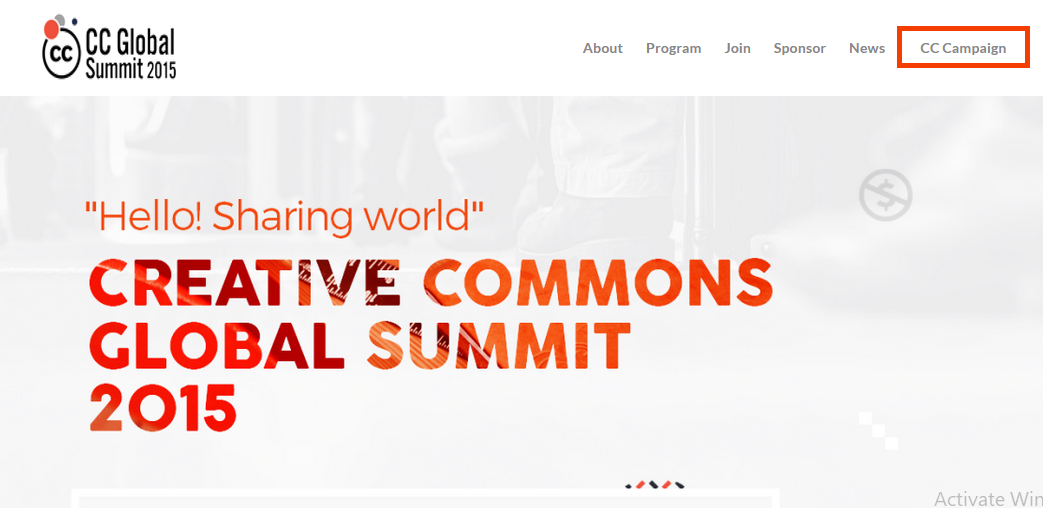 cc
CC Global
Summit 2015
About Program Join Sponsor News CC Campaign
"Hello! Sharing world"
CREATIVE COMMONS
GLOBAL SUMMIT
2015
Activate Win